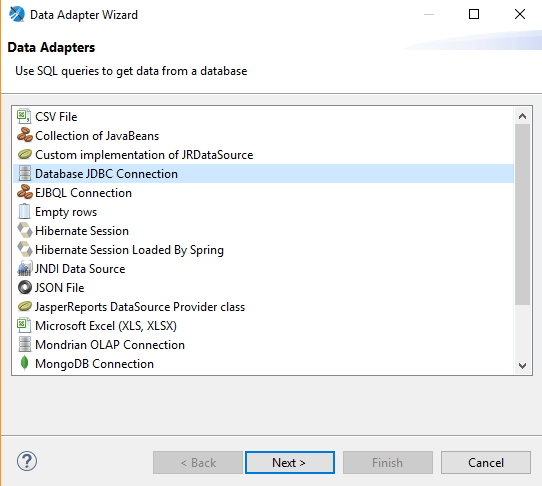 Data Adapter Wizard
Data Adapters
Use SQL queries to get data from a database
CSV File
Collection of JavaBeans
Custom implementation of JRDataSource
Database JDBC Connection
EJBQL Connection
Empty rows
Hibernate Session
Hibernate Session Loaded By Spring
JNDI Data Source
JSON File
JasperReports DataSource Provider class
Microsoft Excel (XLS, XLSX)
Mondrian OLAP Connection
MongoDB Connection
? < Back Next > Finish Cancel